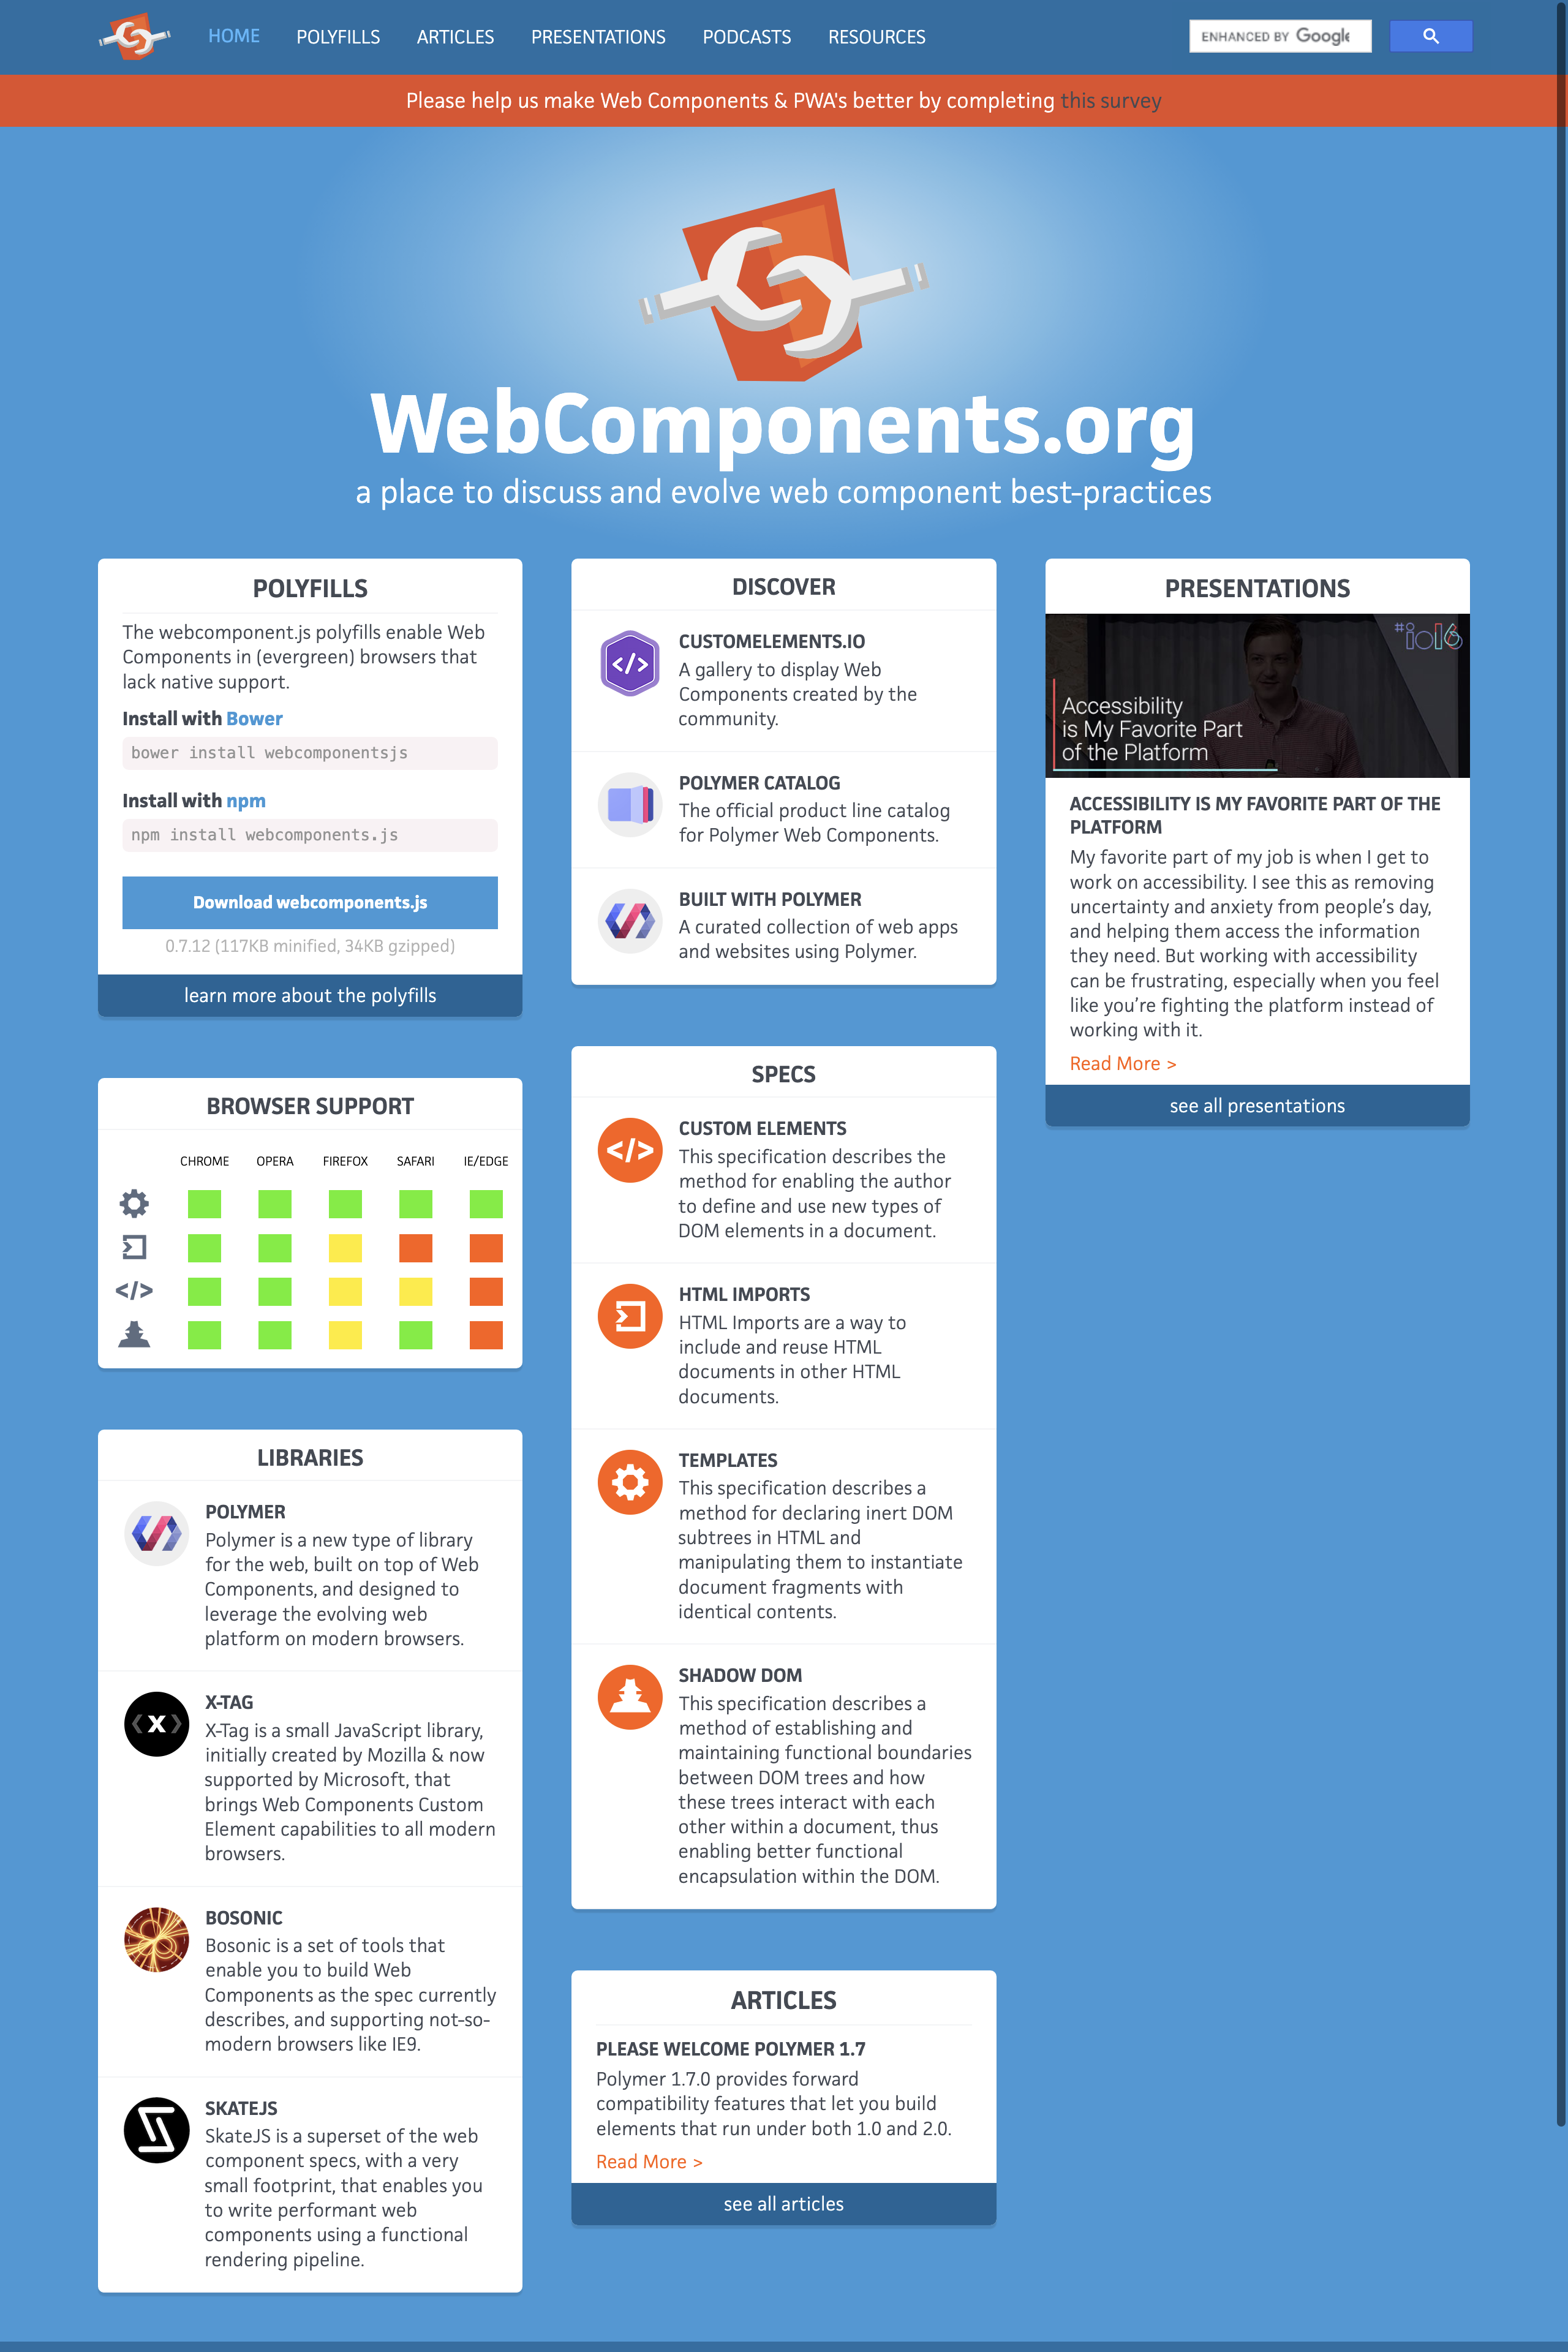 HOME POLYFILLS ARTICLES PRESENTATIONS PODCASTS RESOURCES
ENHANCED BY Google
Please help us make Web Components & PWA's better by completing this survey
WebComponents.org
a place to discuss and evolve web component best-practices
POLYFILLS
The webcomponent.js polyfills enable Web
Components in (evergreen) browsers that
lack native support.
Install with Bower
bower install webcomponentsjs
Install with npm
npm install webcomponents.js
Download webcomponents.js
0.7.12 (117KB minified, 34KB gzipped)
learn more about the polyfills
BROWSER SUPPORT
CHROME OPERA FIREFOX SAFARI IE/EDGE
</>
LIBRARIES
POLYMER
Polymer is a new type of library
for the web, built on top of Web
Components, and designed to
leverage the evolving web
platform on modern browsers.
X-TAG
X-Tag is a small JavaScript library,
initially created by Mozilla & now
supported by Microsoft, that
brings Web Components Custom
Element capabilities to all modern
browsers.
BOSONIC
Bosonic is a set of tools that
enable you to build Web
Components as the spec currently
describes, and supporting not-so-
modern browsers like IE9.
SKATEJS
SkateJS is a superset of the web
component specs, with a very
small footprint, that enables you
to write performant web
components using a functional
rendering pipeline.
DISCOVER
CUSTOMELEMENTS.IO
A gallery to display Web
Components created by the
community.
POLYMER CATALOG
The official product line catalog
for Polymer Web Components.
BUILT WITH POLYMER
A curated collection of web apps
and websites using Polymer.
SPECS
CUSTOM ELEMENTS
This specification describes the
method for enabling the author
to define and use new types of
DOM elements in a document.
HTML IMPORTS
HTML Imports are a way to
include and reuse HTML
documents in other HTML
documents.
TEMPLATES
This specification describes a
method for declaring inert DOM
subtrees in HTML and
manipulating them to instantiate
document fragments with
identical contents.
SHADOW DOM
This specification describes a
method of establishing and
maintaining functional boundaries
between DOM trees and how
these trees interact with each
other within a document, thus
enabling better functional
encapsulation within the DOM.
ARTICLES
PLEASE WELCOME POLYMER 1.7
Polymer 1.7.0 provides forward
compatibility features that let you build
elements that run under both 1.0 and 2.0.
Read More >
see all articles
PRESENTATIONS
#io16
Accessibility
is My Favorite Part
of the Platform
ACCESSIBILITY IS MY FAVORITE PART OF THE
PLATFORM
My favorite part of my job is when I get to
work on accessibility. I see this as removing
uncertainty and anxiety from people’s day,
and helping them access the information
they need. But working with accessibility
can be frustrating, especially when you feel
like you’re fighting the platform instead of
working with it.
Read More >
see all presentations